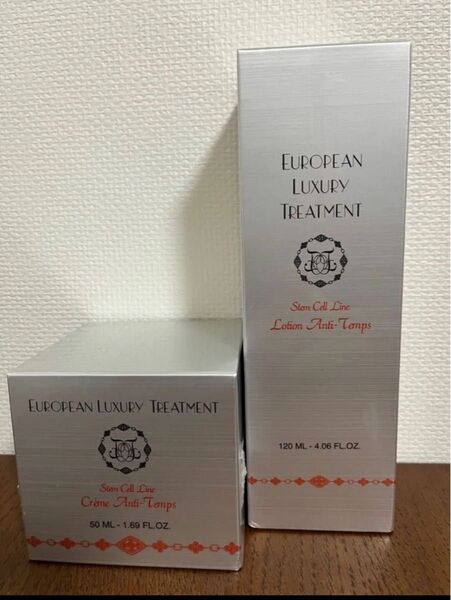 EUROPEAN LUXURY TREATMENT
Stem Cell Line
Crème Anti-Temps
50 ML - 1.69 FL.OZ.
EUROPEAN
LUXURY
TREATMENT
Stem Cell Line
Lotion Anti-Temps
120 ML - 4.06 FL.OZ.